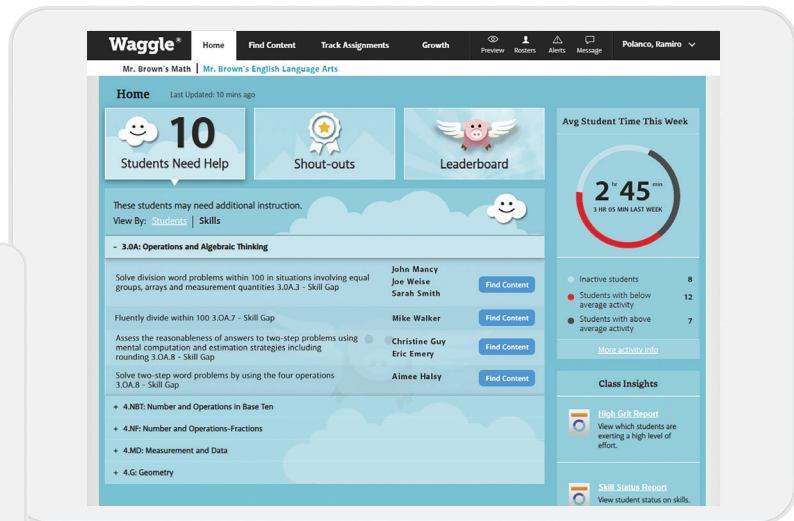 Waggle®
Home
Find Content
Track Assignments
Growth
Preview
Rosters
Alerts
Message
Polanco, Ramiro
Mr. Brown's Math | Mr. Brown's English Language Arts
Home
Last Updated: 10 mins ago
10
Students Need Help
Shout-outs
Leaderboard
These students may need additional instruction.
View By: Students | Skills
- 3.0A: Operations and Algebraic Thinking
Solve division word problems within 100 in situations involving equal
groups, arrays and measurement quantities 3.0A.3 - Skill Gap
John Mancy
Joe Weise
Sarah Smith
Find Content
Fluently divide within 100 3.OA.7 - Skill Gap
Mike Walker
Find Content
Assess the reasonableness of answers to two-step problems using
mental computation and estimation strategies including
rounding 3.OA.8 - Skill Gap
Christine Guy
Eric Emery
Find Content
Solve two-step word problems by using the four operations
3.OA.8 - Skill Gap
Aimee Halsy
Find Content
+ 4.NBT: Number and Operations in Base Ten
+ 4.NF: Number and Operations-Fractions
+ 4.MD: Measurement and Data
+ 4.G: Geometry
Avg Student Time This Week
2 hr 45 min
3 HR 05 MIN LAST WEEK
Inactive students 8
Students with below
average activity 12
Students with above
average activity 7
More activity info
Class Insights
High Grit Report
View which students are
exerting a high level of
effort.
Skill Status Report
View student status on skills.